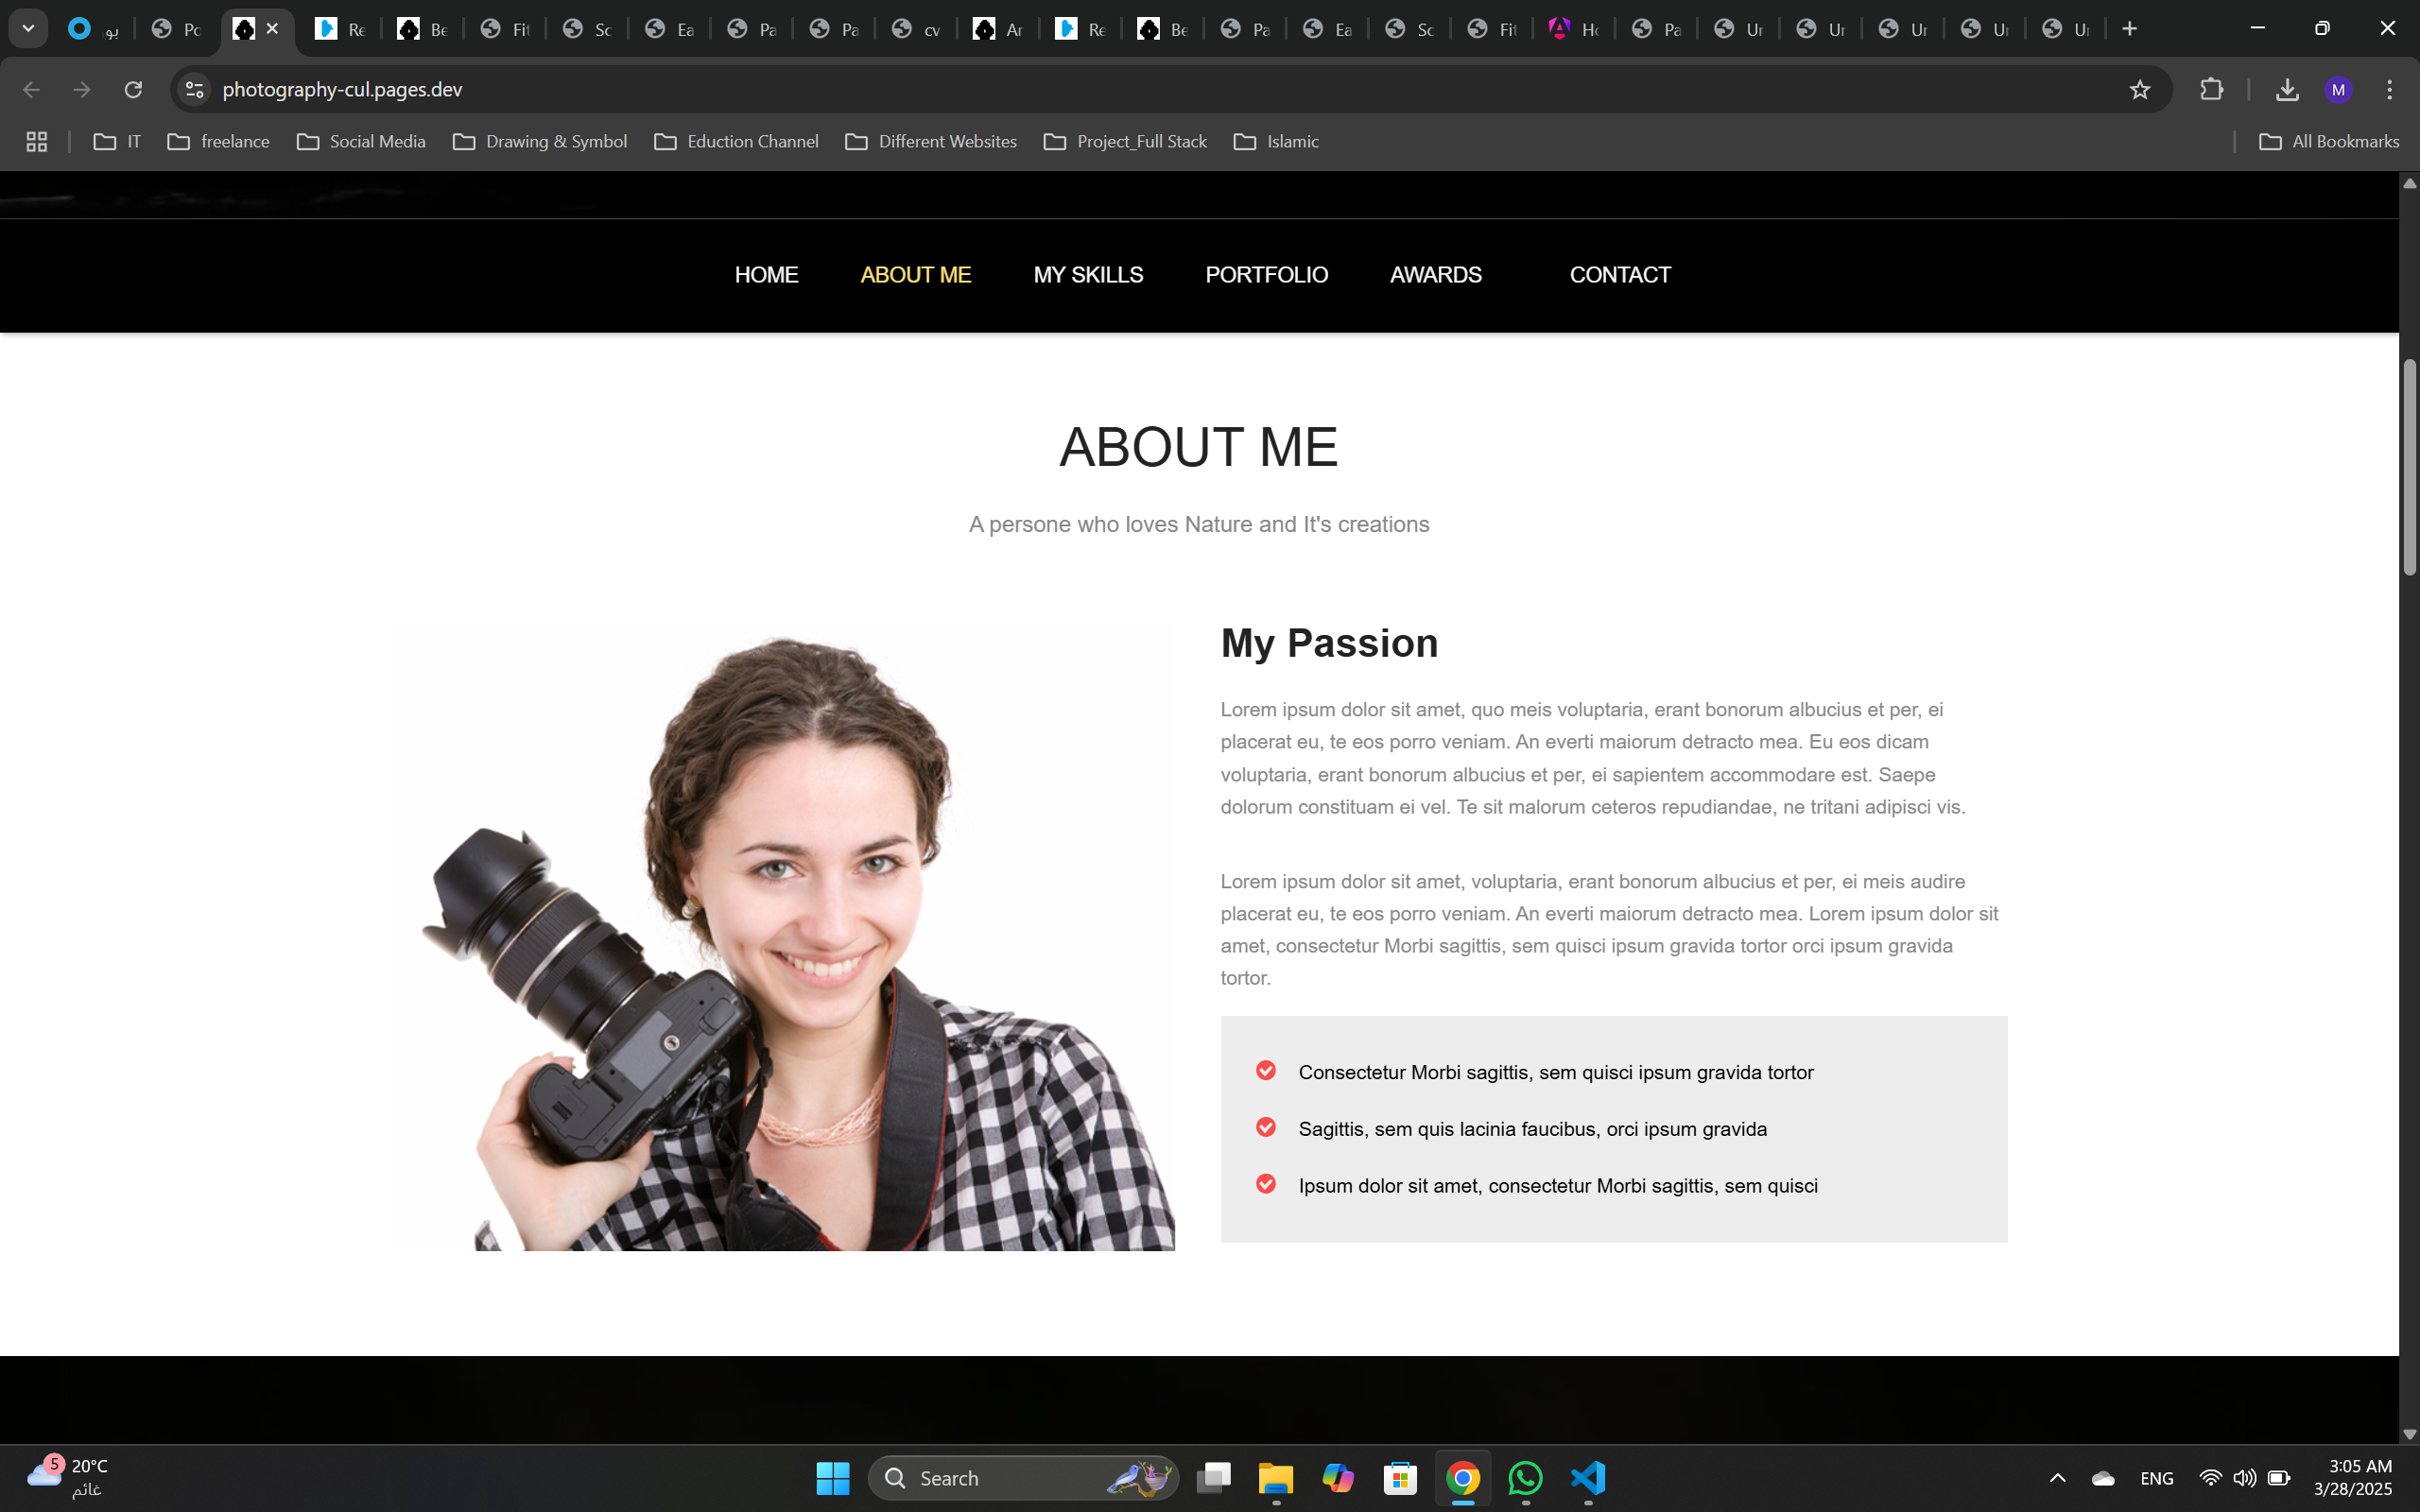 بو
Po
Re
Be
Fit
Sc
Ea
Pa
Pa
cv
Ar
Re
Be
Pa
Ea
Sc
Fit
Ho
Pa
Ur
Ur
Ur
Ur
Ur
photography-cul.pages.dev
M
IT
freelance
Social Media
Drawing & Symbol
Eduction Channel
Different Websites
Project_Full Stack
Islamic
All Bookmarks
HOME ABOUT ME MY SKILLS PORTFOLIO AWARDS CONTACT
ABOUT ME
A persone who loves Nature and It's creations
My Passion
Lorem ipsum dolor sit amet, quo meis voluptaria, erant bonorum albucius et per, ei
placerat eu, te eos porro veniam. An everti maiorum detracto mea. Eu eos dicam
voluptaria, erant bonorum albucius et per, ei sapientem accommodare est. Saepe
dolorum constituam ei vel. Te sit malorum ceteros repudiandae, ne tritani adipisci vis.
Lorem ipsum dolor sit amet, voluptaria, erant bonorum albucius et per, ei meis audire
placerat eu, te eos porro veniam. An everti maiorum detracto mea. Lorem ipsum dolor sit
amet, consectetur Morbi sagittis, sem quisci ipsum gravida tortor orci ipsum gravida
tortor.
Consectetur Morbi sagittis, sem quisci ipsum gravida tortor
Sagittis, sem quis lacinia faucibus, orci ipsum gravida
Ipsum dolor sit amet, consectetur Morbi sagittis, sem quisci
5
20°C
غائم
Search
ENG
3:05 AM
3/28/2025